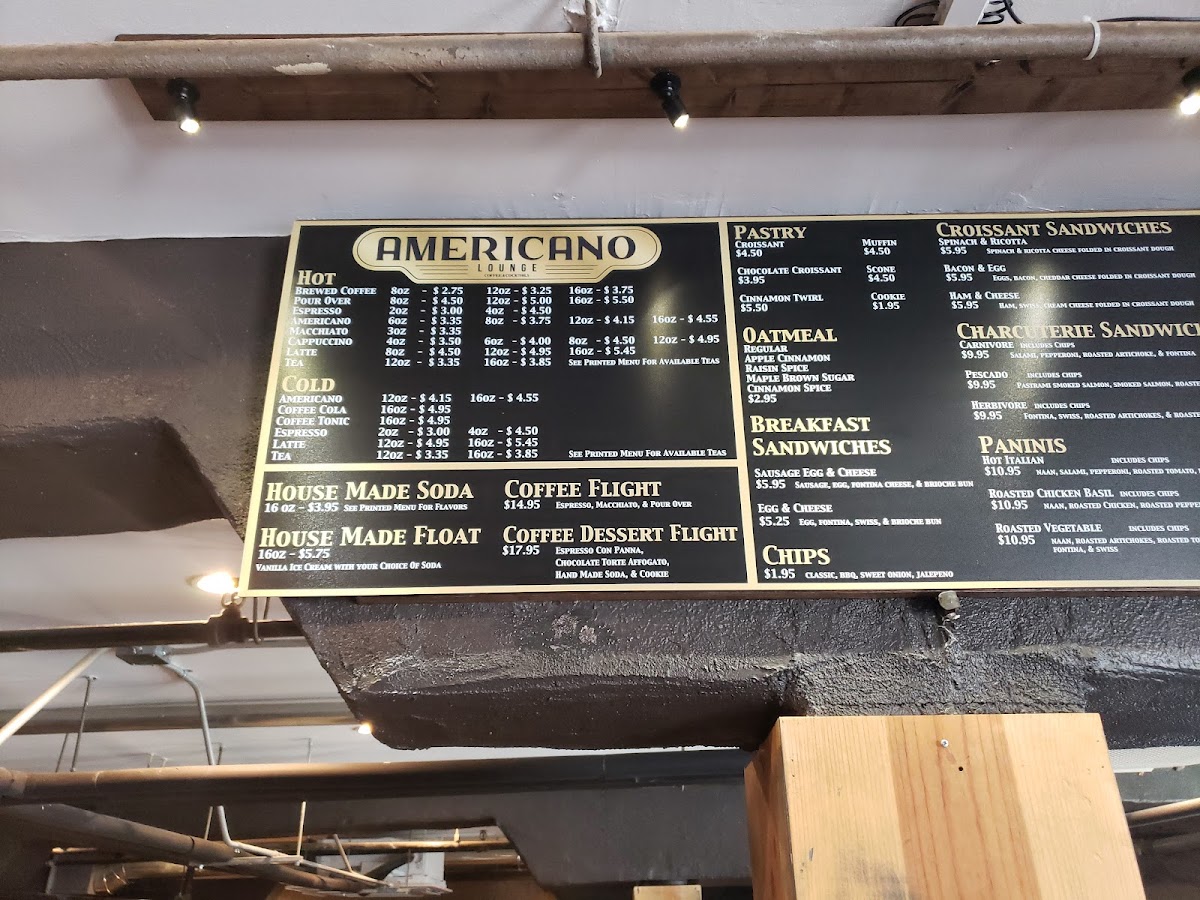 AMERICANO
LOUNGE
COFFEE & COCKTAILS
HOT
BREWED COFFEE 8oz - $ 2.75 12oz - $ 3.25 16oz - $ 3.75
POUR OVER 8oz - $ 4.50 12oz - $ 5.00 16oz - $ 5.50
ESPRESSO 2oz - $ 3.00 4oz - $ 4.50
AMERICANO 6oz - $ 3.35 8oz - $ 3.75 12oz - $ 4.15 16oz - $ 4.55
MACCHIATO 3oz - $ 3.35
CAPPUCCINO 4oz - $ 3.50 6oz - $ 4.00 8oz - $ 4.50 12oz - $ 4.95
LATTE 8oz - $ 4.50 12oz - $ 4.95 16oz - $ 5.45
TEA 12oz - $ 3.35 16oz - $ 3.85 SEE PRINTED MENU FOR AVAILABLE TEAS
COLD
AMERICANO 12oz - $ 4.15 16oz - $ 4.55
COFFEE COLA 16oz - $ 4.95
COFFEE TONIC 16oz - $ 4.95
ESPRESSO 2oz - $ 3.00 4oz - $ 4.50
LATTE 12oz - $ 4.95 16oz - $ 5.45
TEA 12oz - $ 3.35 16oz - $ 3.85 SEE PRINTED MENU FOR AVAILABLE TEAS
HOUSE MADE SODA
16 oz - $3.95 SEE PRINTED MENU FOR FLAVORS
HOUSE MADE FLOAT
16oz - $5.75
VANILLA ICE CREAM WITH YOUR CHOICE OF SODA
COFFEE FLIGHT
$14.95 ESPRESSO, MACCHIATO, & POUR OVER
COFFEE DESSERT FLIGHT
$17.95 ESPRESSO CON PANNA,
CHOCOLATE TORTE AFFOGATO,
HAND MADE SODA, & COOKIE
PASTRY
CROISSANT MUFFIN
$4.50 $4.50
CHOCOLATE CROISSANT SCONE
$3.95 $4.50
CINNAMON TWIRL COOKIE
$5.50 $1.95
OATMEAL
REGULAR
APPLE CINNAMON
RAISIN SPICE
MAPLE BROWN SUGAR
CINNAMON SPICE
$2.95
BREAKFAST
SANDWICHES
SAUSAGE EGG & CHEESE
$5.95 SAUSAGE, EGG, FONTINA CHEESE, & BRIOCHE BUN
EGG & CHEESE
$5.25 EGG, FONTINA, SWISS, & BRIOCHE BUN
CHIPS
$1.95 CLASSIC, BBQ, SWEET ONION, JALEPENO
CROISSANT SANDWICHES
SPINACH & RICOTTA
$5.95 SPINACH & RICOTTA CHEESE FOLDED IN CROISSANT DOUGH
BACON & EGG
$5.95 EGGS, BACON, CHEDDAR CHEESE FOLDED IN CROISSANT DOUGH
HAM & CHEESE
$5.95 HAM, SWISS, CREAM CHEESE FOLDED IN CROISSANT DOUGH
CHARCUTERIE SANDWIC
CARNIVORE INCLUDES CHIPS
$9.95 SALAMI, PEPPERONI, ROASTED ARTICHOKE, & FONTINA
PESCADO INCLUDES CHIPS
$9.95 PASTRAMI SMOKED SALMON, SMOKED SALMON, ROAST
HERBIVORE INCLUDES CHIPS
$9.95 FONTINA, SWISS, ROASTED ARTICHOKES, & ROASTE
PANINIS
HOT ITALIAN INCLUDES CHIPS
$10.95 NAAN, SALAMI, PEPPERONI, ROASTED TOMATO,
ROASTED CHICKEN BASIL INCLUDES CHIPS
$10.95 NAAN, ROASTED CHICKEN, ROASTED PEPP
ROASTED VEGETABLE INCLUDES CHIPS
$10.95 NAAN, ROASTED ARTICHOKES, ROASTED TO
FONTINA, & SWISS